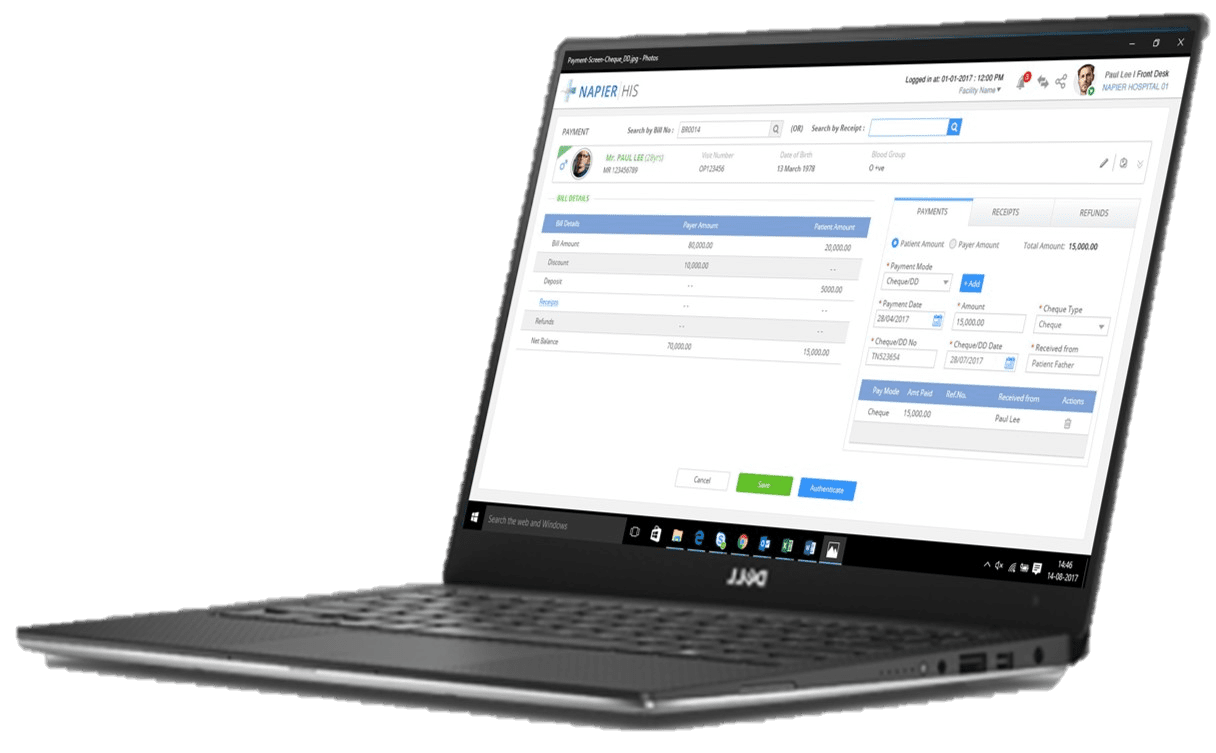 Payment-Screen-Cheque_DD.jpg - Photos
NAPIER HIS
Logged in at: 01-01-2017 : 12:00 PM
Facility Name
3
Paul Lee I Front Desk
NAPIER HOSPITAL 01
PAYMENT
Search by Bill No : BR0014
(OR) Search by Receipt :
Mr. PAUL LEE (29yrs)
MR 123456789
Visit Number
OP123456
Date of Birth
13 March 1978
Blood Group
O +ve
BILL DETAILS
Bill Details Payer Amount Patient Amount
Bill Amount 80,000.00 20,000.00
Discount 10,000.00 - -
Deposit - - 5000.00
Receipts - - - -
Refunds - - - -
Net Balance 70,000.00 15,000.00
PAYMENTS RECEIPTS REFUNDS
Patient Amount Payer Amount Total Amount: 15,000.00
* Payment Mode
Cheque/DD + Add
* Payment Date * Amount * Cheque Type
28/04/2017 15,000.00 Cheque
* Cheque/DD No * Cheque/DD Date * Received from
TN523654 28/07/2017 Patient Father
Pay Mode Amt Paid Ref.No. Received from Actions
Cheque 15,000.00 Paul Lee
Cancel Save Authenticate
Search the web and Windows
14:46
14-08-2017
DELL